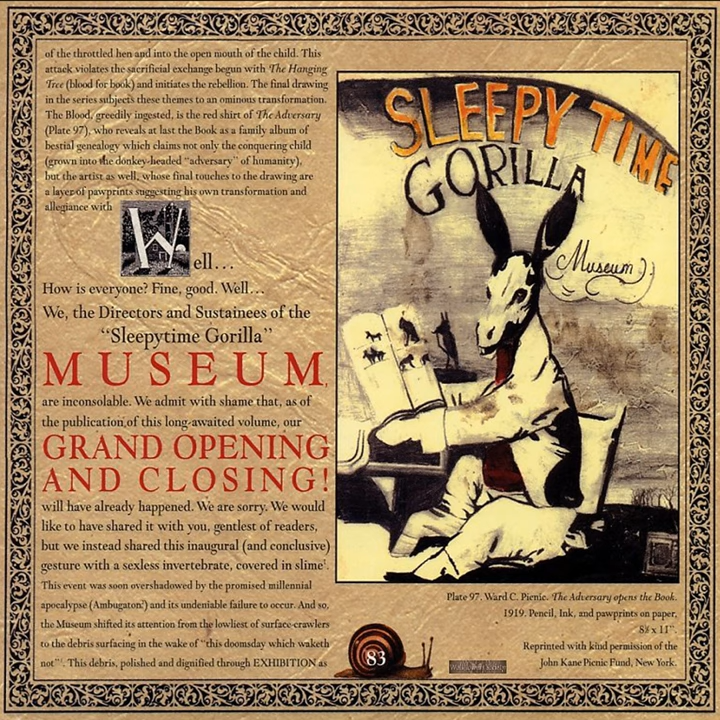 of the throttled hen and into the open mouth of the child. This
attack violates the sacrificial exchange begun with The Hanging
Tree (blood for book) and initiates the rebellion. The final drawing
in the series subjects these themes to an ominous transformation.
The Blood, greedily ingested, is the red shirt of The Adversary
(Plate 97), who reveals at last the Book as a family album of
bestial genealogy which claims not only the conquering child
(grown into the donkey-headed “adversary” of humanity),
but the artist as well, whose final touches to the drawing are
a layer of pawprints suggesting his own transformation and
allegiance with
Well…
How is everyone? Fine, good. Well…
We, the Directors and Sustainees of the
“Sleepytime Gorilla”
MUSEUM,
are inconsolable. We admit with shame that, as of
the publication of this long-awaited volume, our
GRAND OPENING
AND CLOSING!
will have already happened. We are sorry. We would
like to have shared it with you, gentlest of readers,
but we instead shared this inaugural (and conclusive)
gesture with a sexless invertebrate, covered in slime
This event was soon overshadowed by the promised millennial
apocalypse (Ambugaton!) and its undeniable failure to occur. And so,
the Museum shifted its attention from the lowliest of surface-crawlers
to the debris surfacing in the wake of “this doomsday which waketh
not”. This debris, polished and dignified through EXHIBITION as
SLEEPY TIME
GORILLA
Museum
Plate 97. Ward C. Picnic. The Adversary opens the Book.
1919. Pencil, Ink, and pawprints on paper,
8½ x 11".
Reprinted with kind permission of the
John Kane Picnic Fund, New York.
83